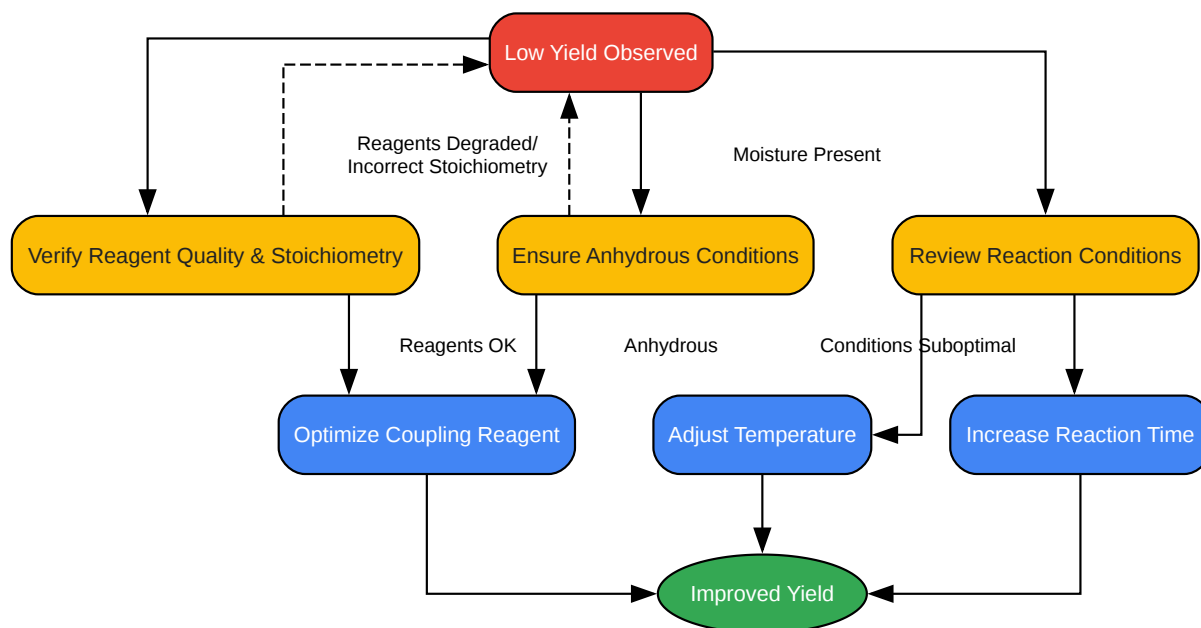 Low Yield Observed
Reagents Degraded/
Incorrect Stoichiometry
Moisture Present
Verify Reagent Quality & Stoichiometry
Ensure Anhydrous Conditions
Review Reaction Conditions
Reagents OK
Anhydrous
Conditions Suboptimal
Optimize Coupling Reagent
Adjust Temperature
Increase Reaction Time
Improved Yield